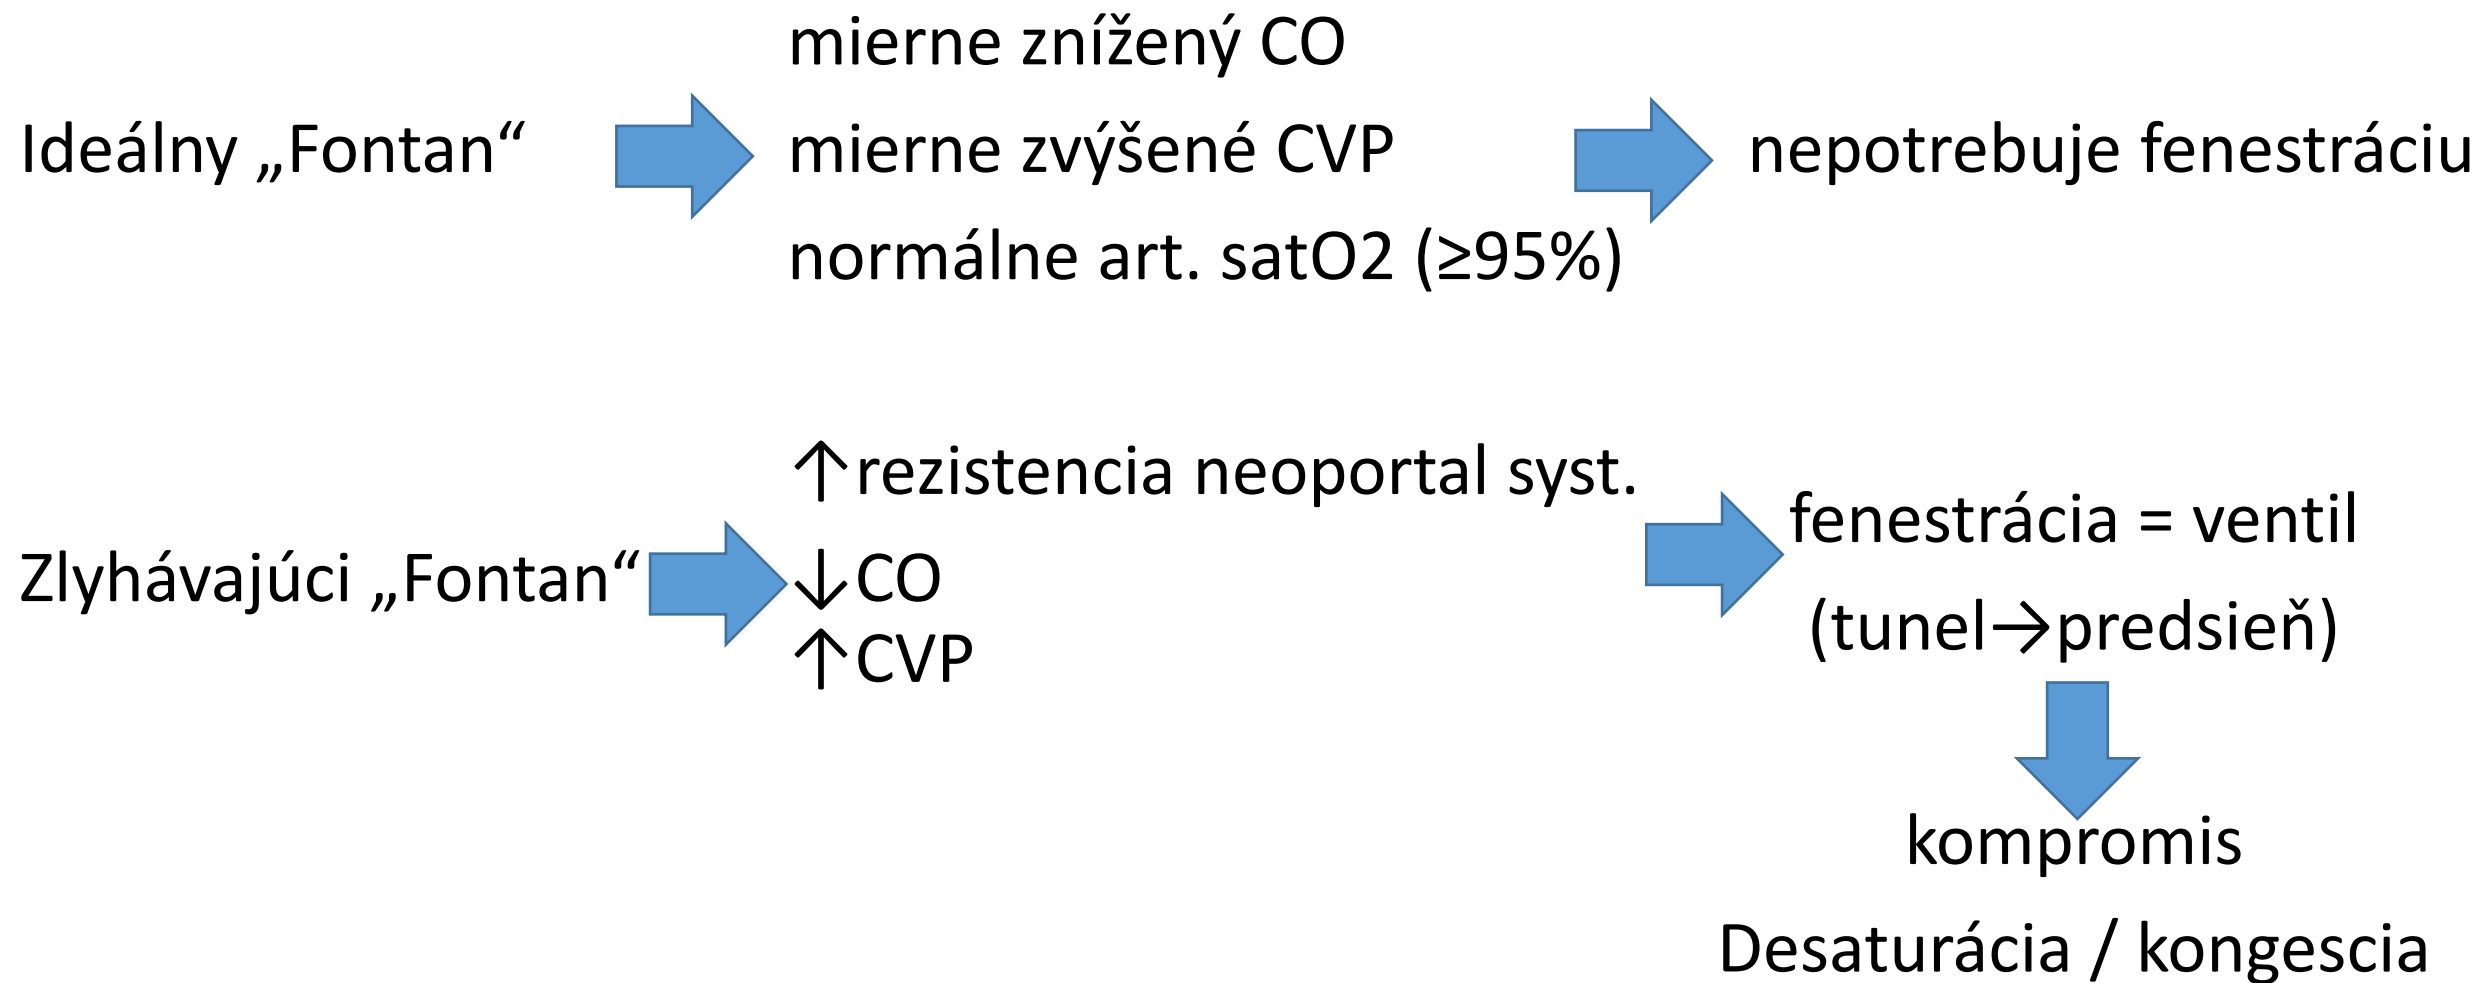 Ideálny „Fontan“
mierne znížený CO
mierne zvýšené CVP
normálne art. satO2 (≥95%)
nepotrebuje fenestráciu
Zlyhávajúci „Fontan“
↑rezistencia neoportal syst.
↓CO
↑CVP
fenestrácia = ventil
(tunel→predsieň)
kompromis
Desaturácia / kongescia